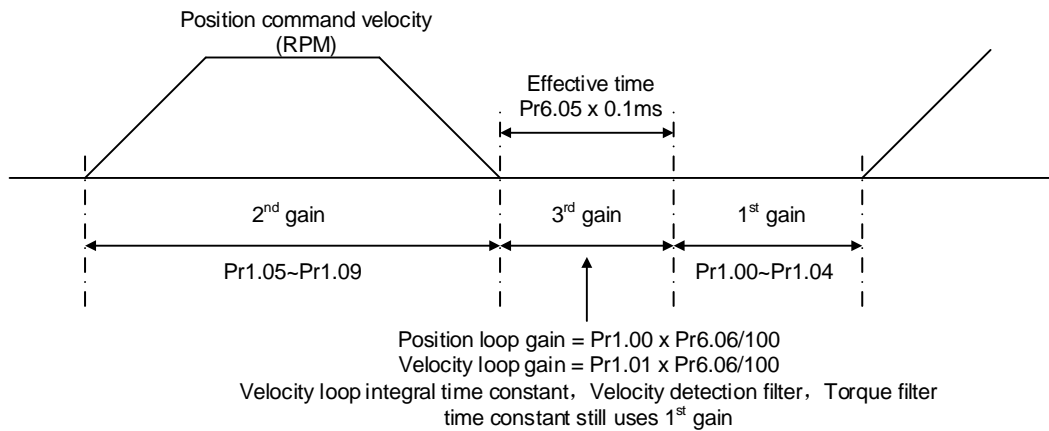 Position command velocity
(RPM)
Effective time
Pr6.05 x 0.1ms
2nd gain
3rd gain
1st gain
Pr1.05~Pr1.09
Pr1.00~Pr1.04
Position loop gain = Pr1.00 x Pr6.06/100
Velocity loop gain = Pr1.01 x Pr6.06/100
Velocity loop integral time constant，Velocity detection filter，Torque filter
time constant still uses 1st gain